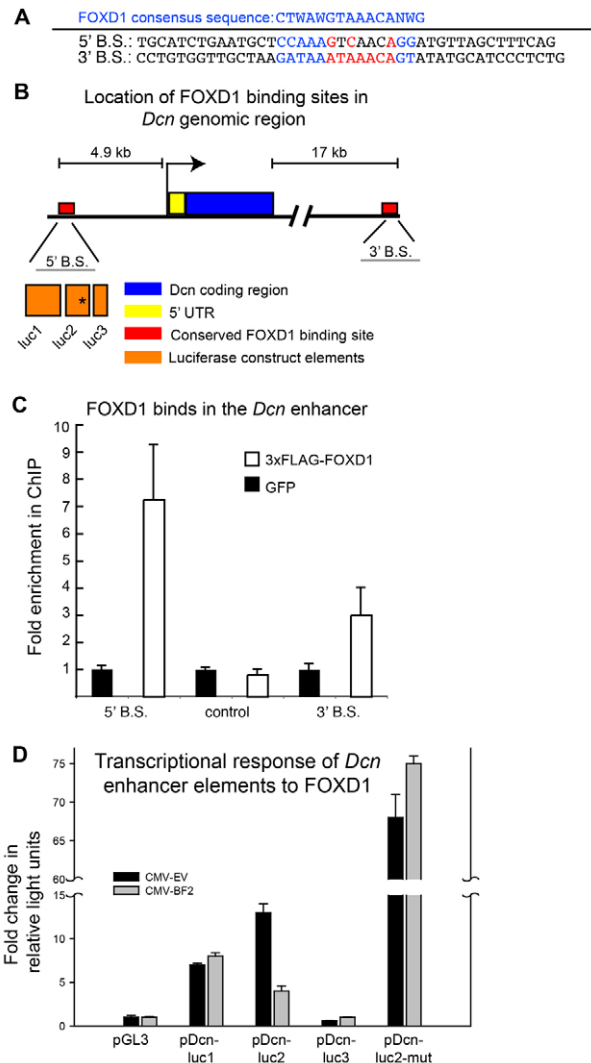 A
FOXD1 consensus sequence:CTWAWGTAAACANWG
5' B.S.: TGCATCTGAATGCTCCAAAGTCAACAGGATGTTAGCTTTCAG
3' B.S.: CCTGTGGTTGCTAAGATAAATAAACAGTATATGCATCCCTCTG
B
Location of FOXD1 binding sites in
Dcn genomic region
4.9 kb
17 kb
5' B.S.
3' B.S.
*
luc1
luc2
luc3
Dcn coding region
5' UTR
Conserved FOXD1 binding site
Luciferase construct elements
C
FOXD1 binds in the Dcn enhancer
Fold enrichment in ChIP
10
9
8
7
6
5
4
3
2
1
3xFLAG-FOXD1
GFP
5' B.S.
control
3' B.S.
D
Transcriptional response of Dcn
enhancer elements to FOXD1
Fold change in
relative light units
75
70
65
60
15
10
5
0
CMV-EV
CMV-BF2
pGL3
pDcn-
luc1
pDcn-
luc2
pDcn-
luc3
pDcn-
luc2-mut